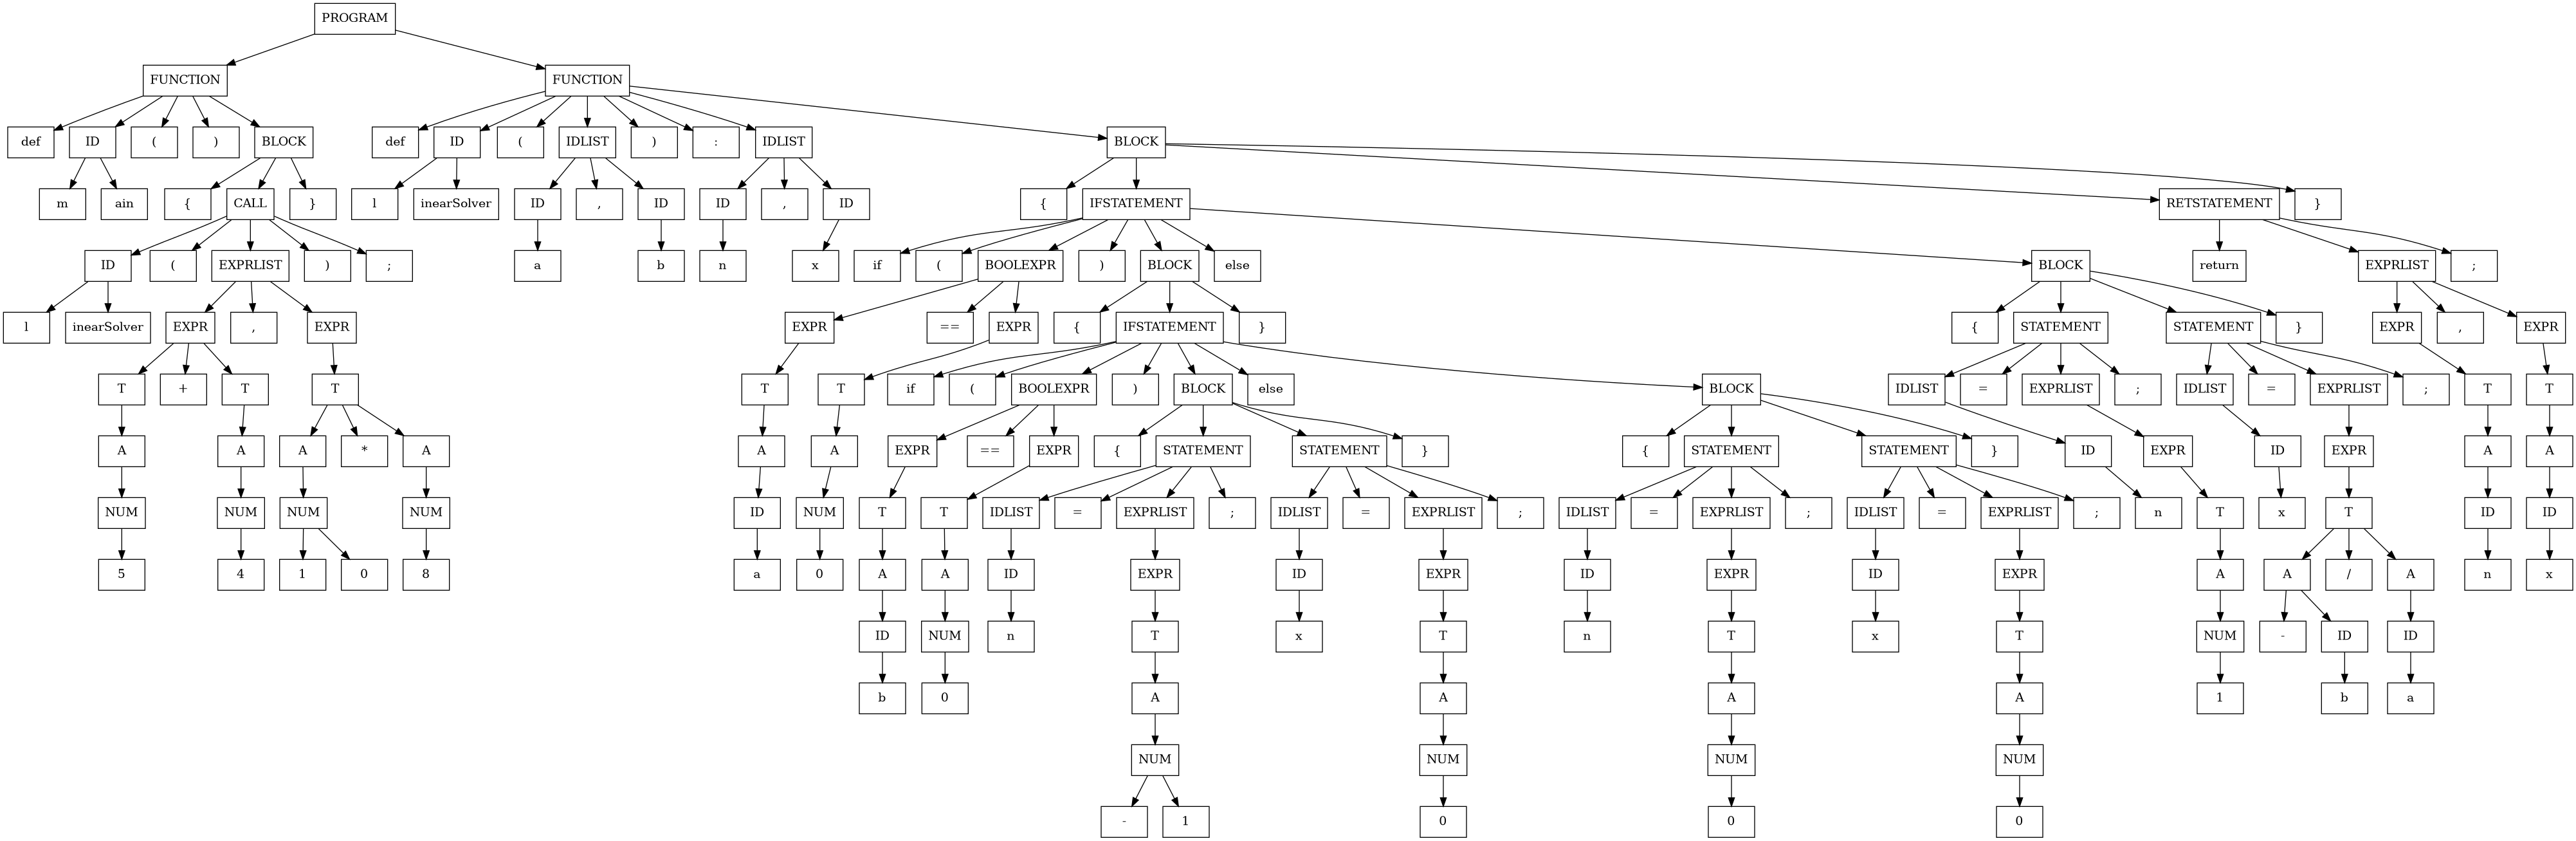 PROGRAM
FUNCTION FUNCTION
def ID ( ) BLOCK def ID ( IDLIST ) : IDLIST BLOCK
m ain { CALL } l inearSolver ID , ID ID , ID { IFSTATEMENT RETSTATEMENT }
ID ( EXPRLIST ) ; a b n x if ( BOOLEXPR ) BLOCK else BLOCK return EXPRLIST ;
l inearSolver EXPR , EXPR EXPR == EXPR { IFSTATEMENT } { STATEMENT STATEMENT } EXPR , EXPR
T + T T T T if ( BOOLEXPR ) BLOCK else BLOCK IDLIST = EXPRLIST ; IDLIST = EXPRLIST ; T T
A A A * A A A EXPR == EXPR { STATEMENT STATEMENT } { STATEMENT STATEMENT } ID EXPR ID EXPR A A
NUM NUM NUM NUM ID NUM T T IDLIST = EXPRLIST ; IDLIST = EXPRLIST ; IDLIST = EXPRLIST ; IDLIST = EXPRLIST ; n T x T ID ID
5 4 1 0 8 a 0 A A ID EXPR ID EXPR ID EXPR ID EXPR A A / A n x
ID NUM n T x T n T x T NUM - ID ID
b 0 A A A A 1 b a
NUM NUM NUM NUM
- 1 0 0 0